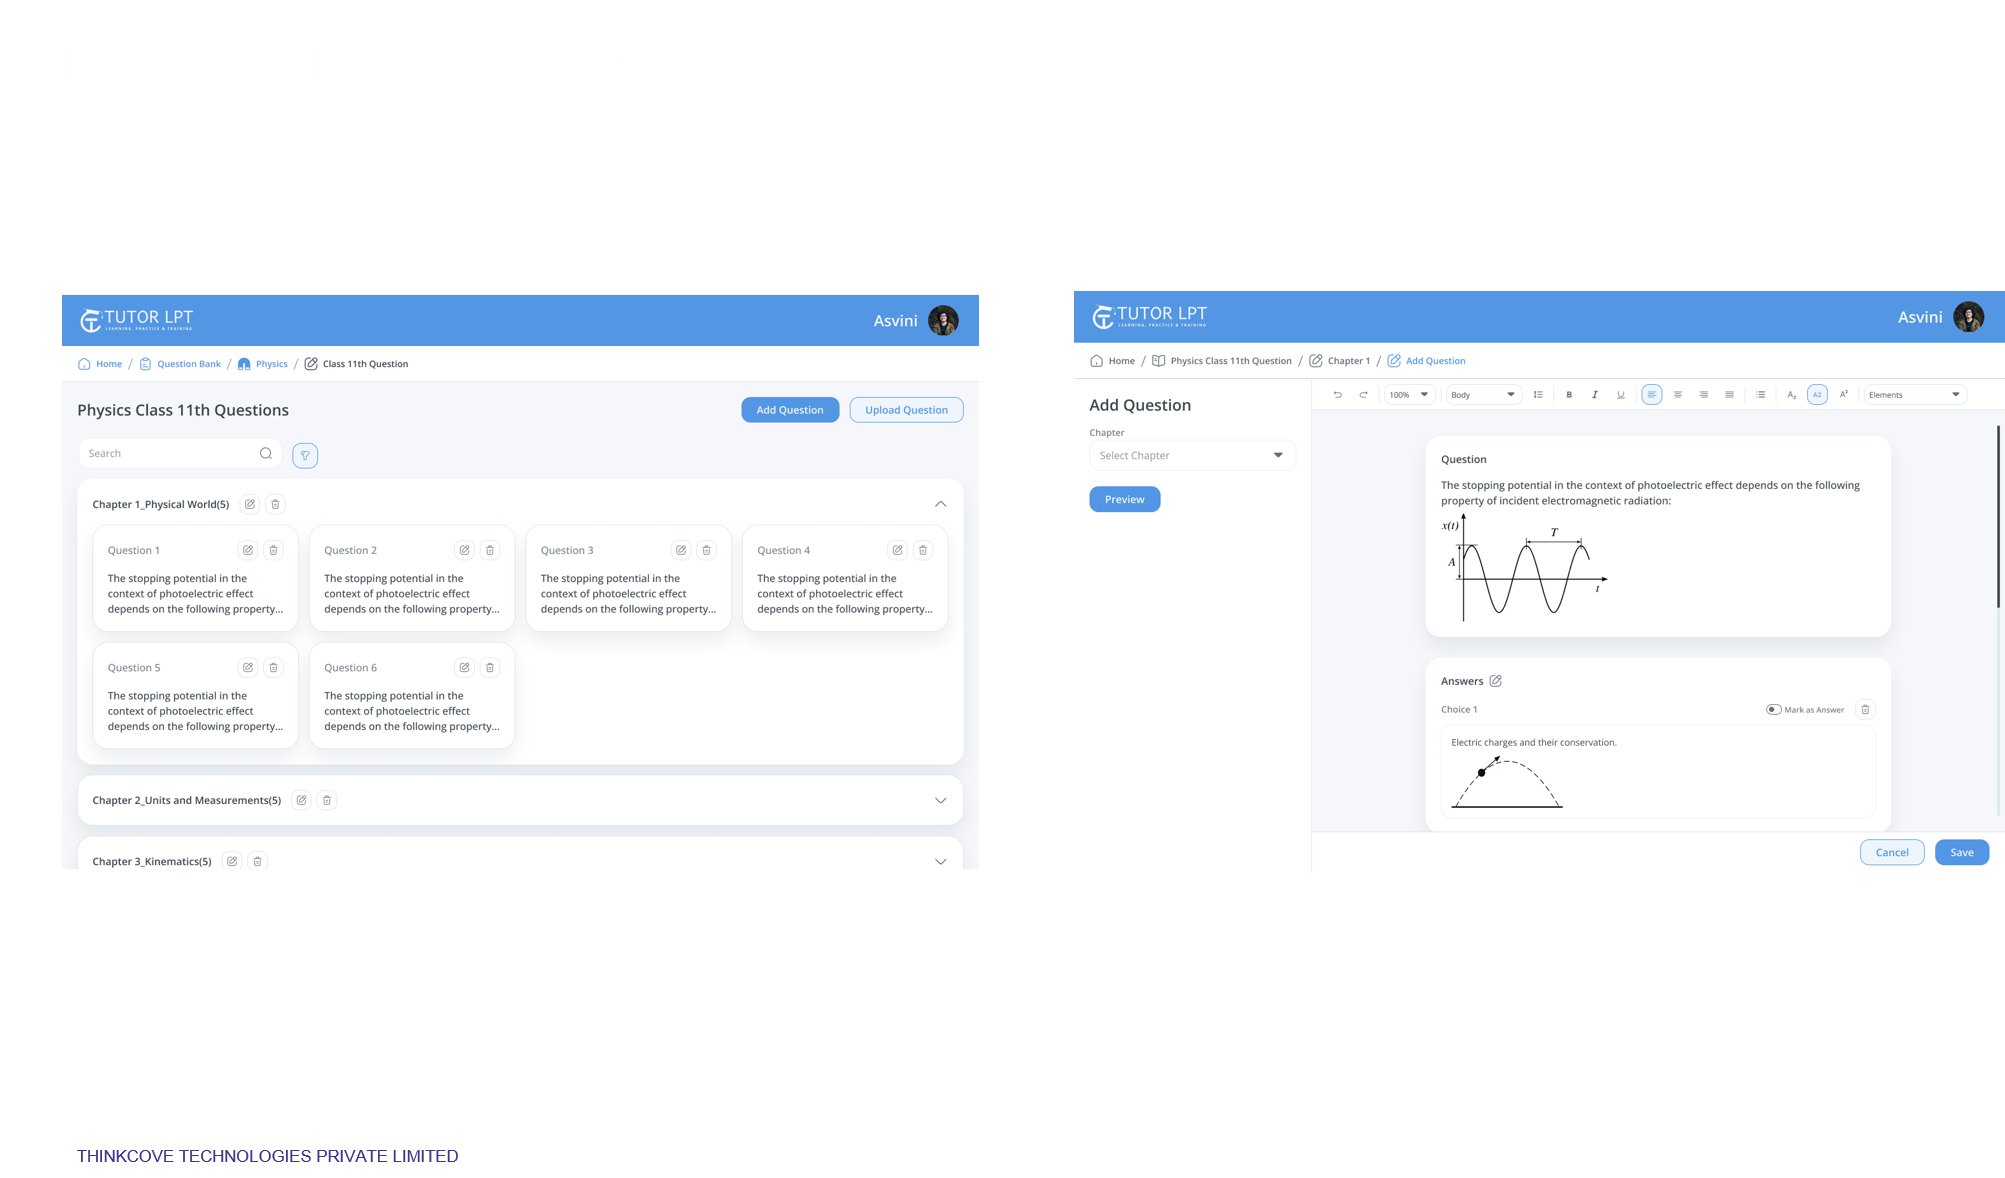 TUTOR LPT
LEARNING, PRACTICE & TRAINING
Asvini
Home / Question Bank / Physics / Class 11th Question
Physics Class 11th Questions
Add Question
Upload Question
Search
Chapter 1_Physical World(5)
Question 1
The stopping potential in the
context of photoelectric effect
depends on the following property...
Question 2
The stopping potential in the
context of photoelectric effect
depends on the following property...
Question 3
The stopping potential in the
context of photoelectric effect
depends on the following property...
Question 4
The stopping potential in the
context of photoelectric effect
depends on the following property...
Question 5
The stopping potential in the
context of photoelectric effect
depends on the following property...
Question 6
The stopping potential in the
context of photoelectric effect
depends on the following property...
Chapter 2_Units and Measurements(5)
Chapter 3_Kinematics(5)
TUTOR LPT
LEARNING, PRACTICE & TRAINING
Asvini
Home / Physics Class 11th Question / Chapter 1 / Add Question
Add Question
Chapter
Select Chapter
Preview
100% Body B I U A₂ A2 A² Elements
Question
The stopping potential in the context of photoelectric effect depends on the following
property of incident electromagnetic radiation:
x(t)
T
A
t
Answers
Choice 1
Mark as Answer
Electric charges and their conservation.
Cancel
Save
THINKCOVE TECHNOLOGIES PRIVATE LIMITED